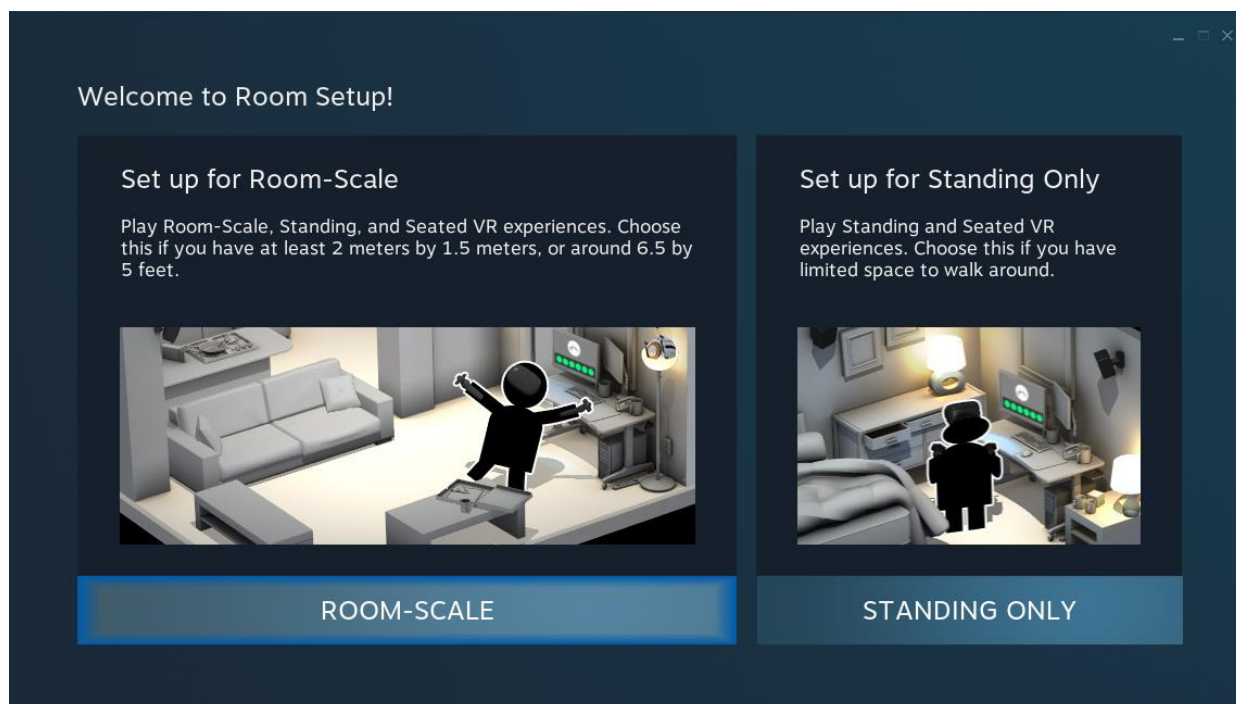 Welcome to Room Setup!
Set up for Room-Scale
Play Room-Scale, Standing, and Seated VR experiences. Choose
this if you have at least 2 meters by 1.5 meters, or around 6.5 by
5 feet.
ROOM-SCALE
Set up for Standing Only
Play Standing and Seated VR
experiences. Choose this if you have
limited space to walk around.
STANDING ONLY